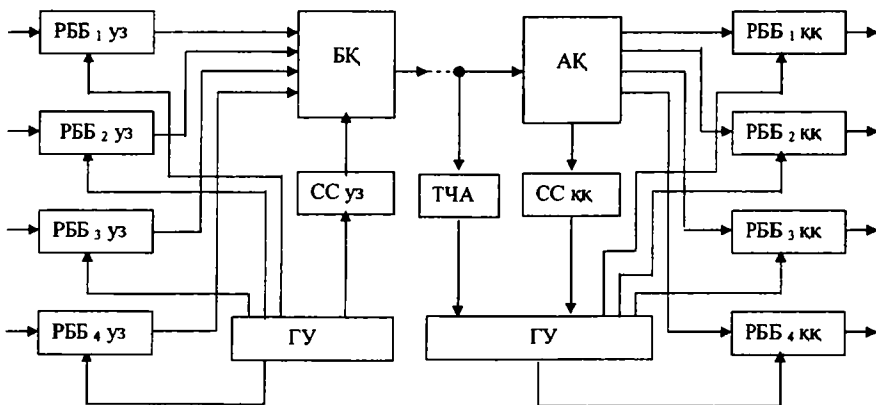 РББ 1 уз
БҚ
АҚ
РББ 1 ққ
РББ 2 уз
РББ 2 ққ
СС уз
ТЧА
СС ққ
РББ 3 уз
РББ 3 ққ
РББ 4 уз
ГУ
ГУ
РББ 4 ққ